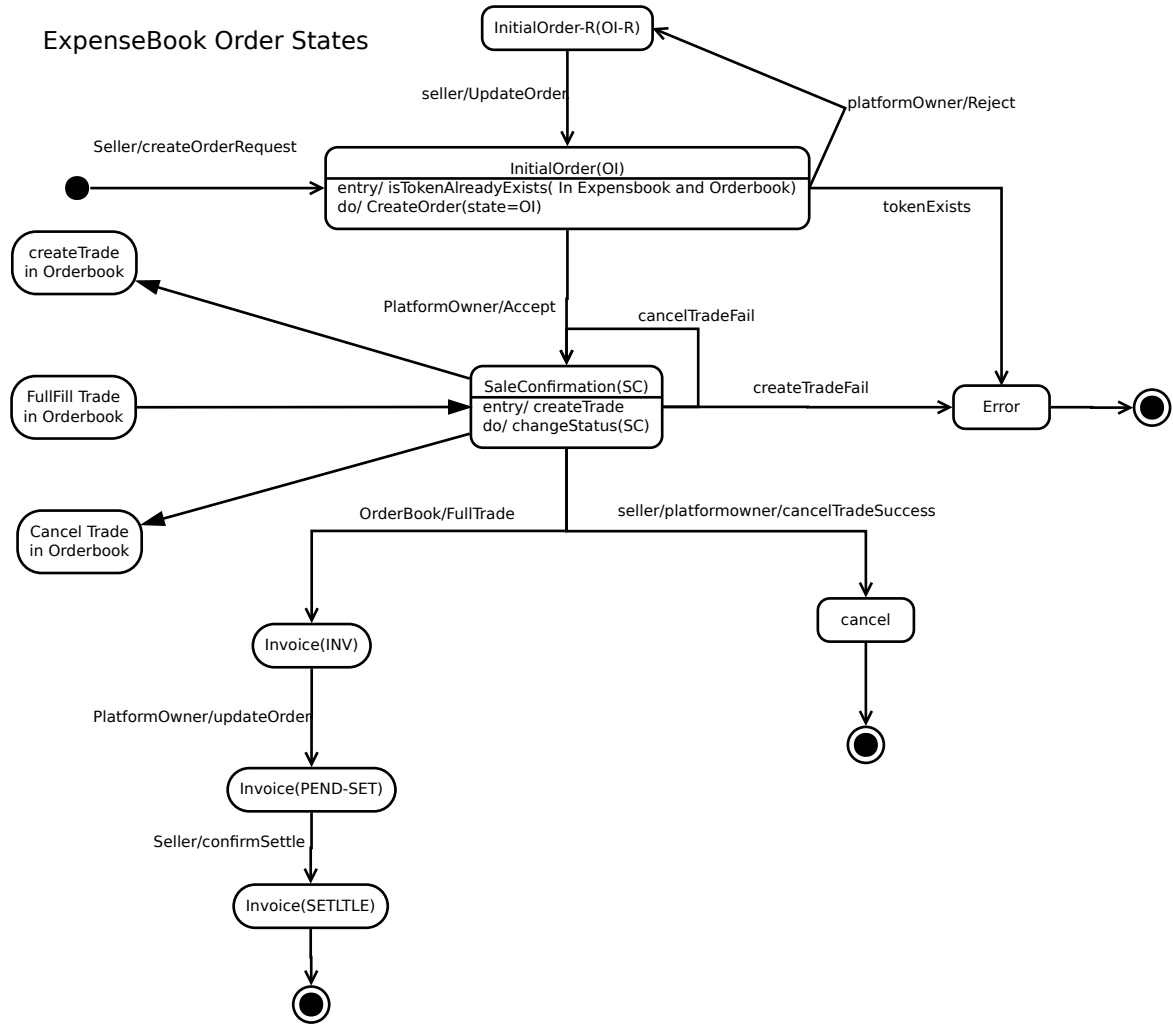 InitialOrder-R(OI-R)
ExpenseBook Order States
seller/UpdateOrder
platformOwner/Reject
Seller/createOrderRequest
InitialOrder(OI)
entry/ isTokenAlreadyExists( In Expensbook and Orderbook)
do/ CreateOrder(state=OI)
tokenExists
createTrade
in Orderbook
PlatformOwner/Accept
cancelTradeFail
SaleConfirmation(SC)
entry/ createTrade
do/ changeStatus(SC)
createTradeFail
FullFill Trade
in Orderbook
Error
Cancel Trade
in Orderbook
OrderBook/FullTrade
seller/platformowner/cancelTradeSuccess
cancel
Invoice(INV)
PlatformOwner/updateOrder
Invoice(PEND-SET)
Seller/confirmSettle
Invoice(SETLTLE)